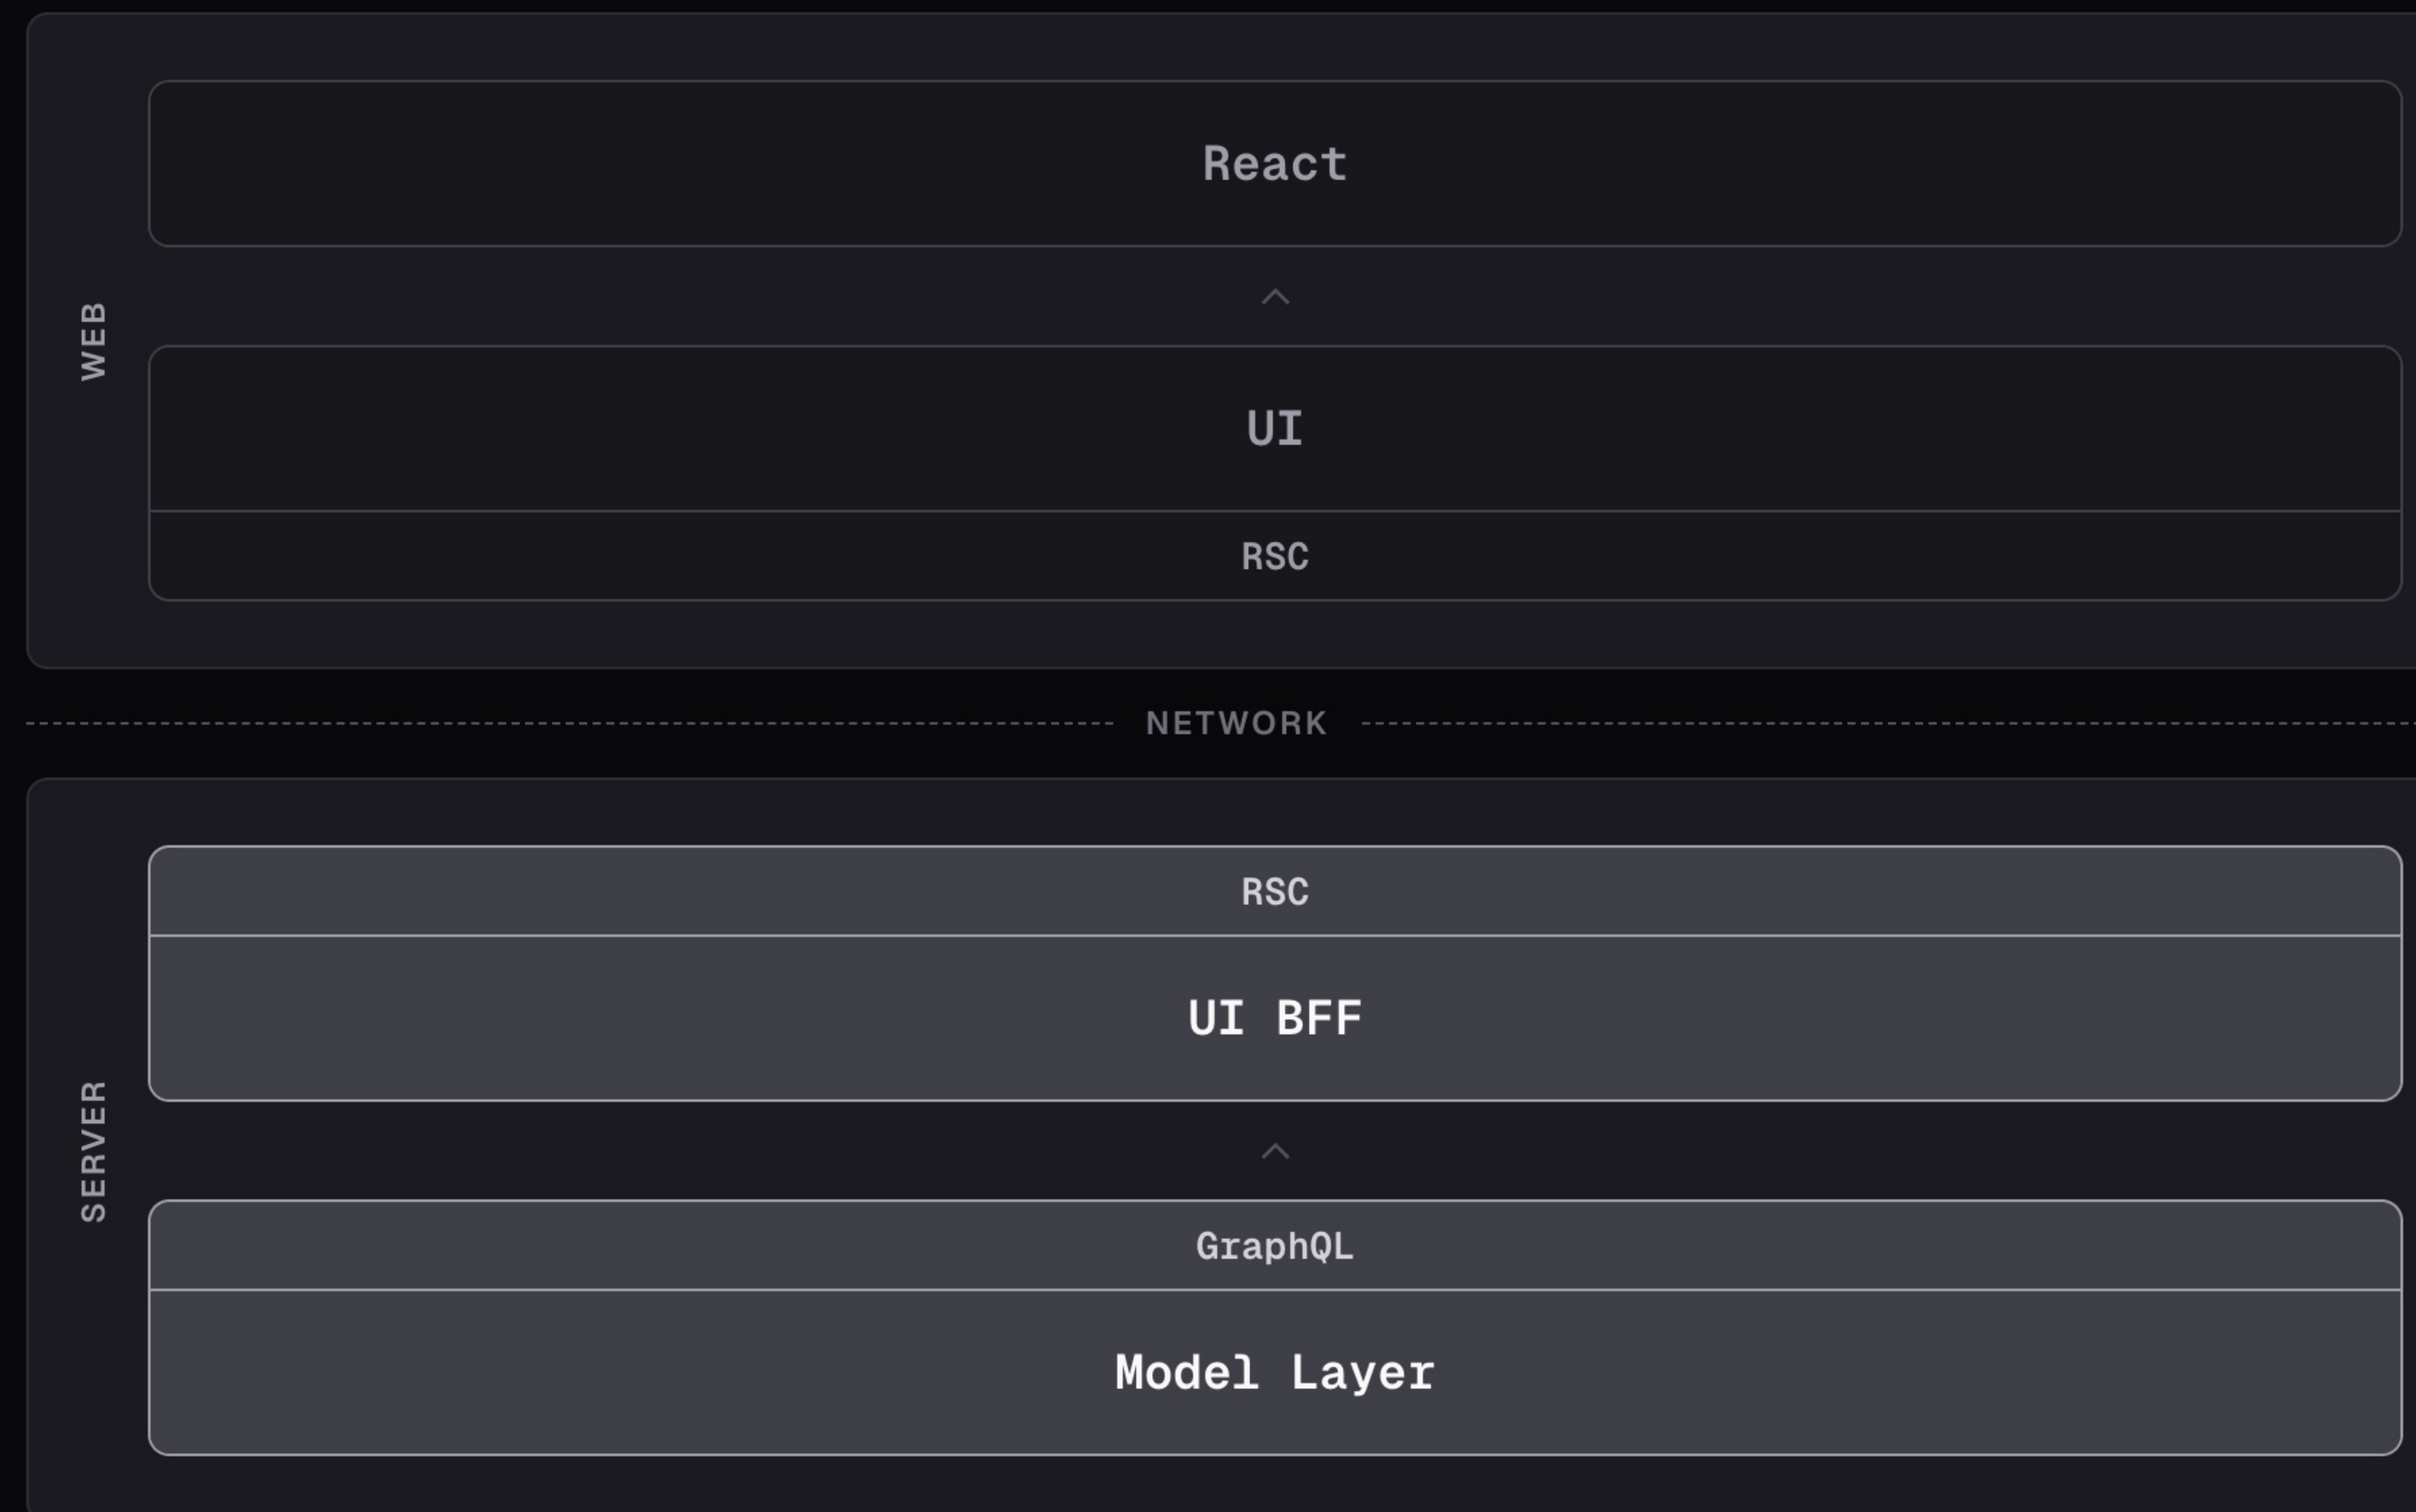 WEB
React
UI
RSC
NETWORK
SERVER
RSC
UI BFF
GraphQL
Model Layer